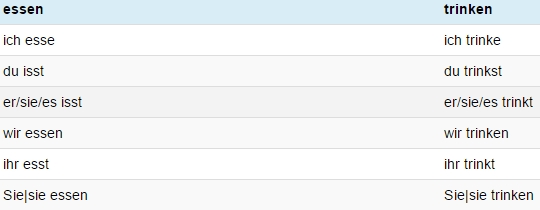 essen trinken
ich esse ich trinke
du isst du trinkst
er/sie/es isst er/sie/es trinkt
wir essen wir trinken
ihr esst ihr trinkt
Sie|sie essen Sie|sie trinken